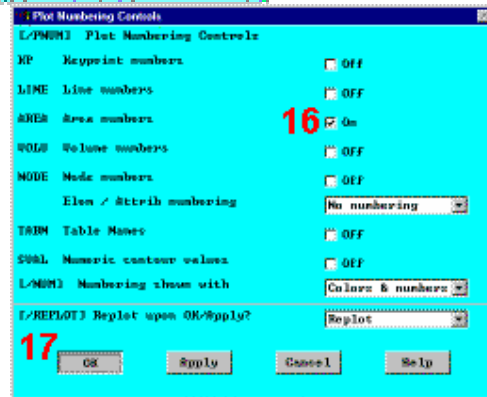 Plot Numbering Controls
[/PNUM] Plot Numbering Controls
KP Keypoint numbers Off
LINE Line numbers Off
AREA Area numbers 16 On
VOLU Volume numbers Off
NODE Node numbers Off
Elem / Attrib numbering No numbering
TABN Table Names Off
SVAL Numeric contour values Off
[/NUM] Numbering shown with Colors & numbers
[/REPLOT] Replot upon OK/Apply? Replot
17
OK Apply Cancel Help